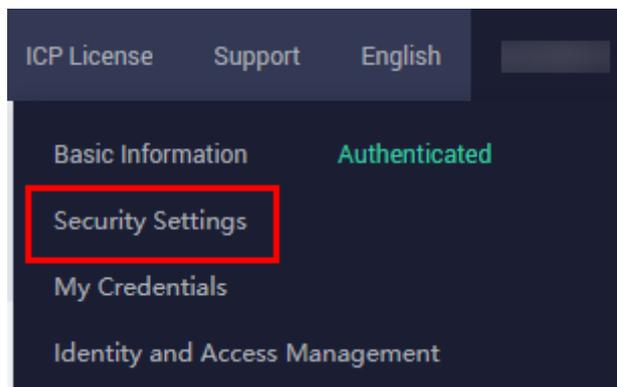 ICP License Support English
Basic Information Authenticated
Security Settings
My Credentials
Identity and Access Management